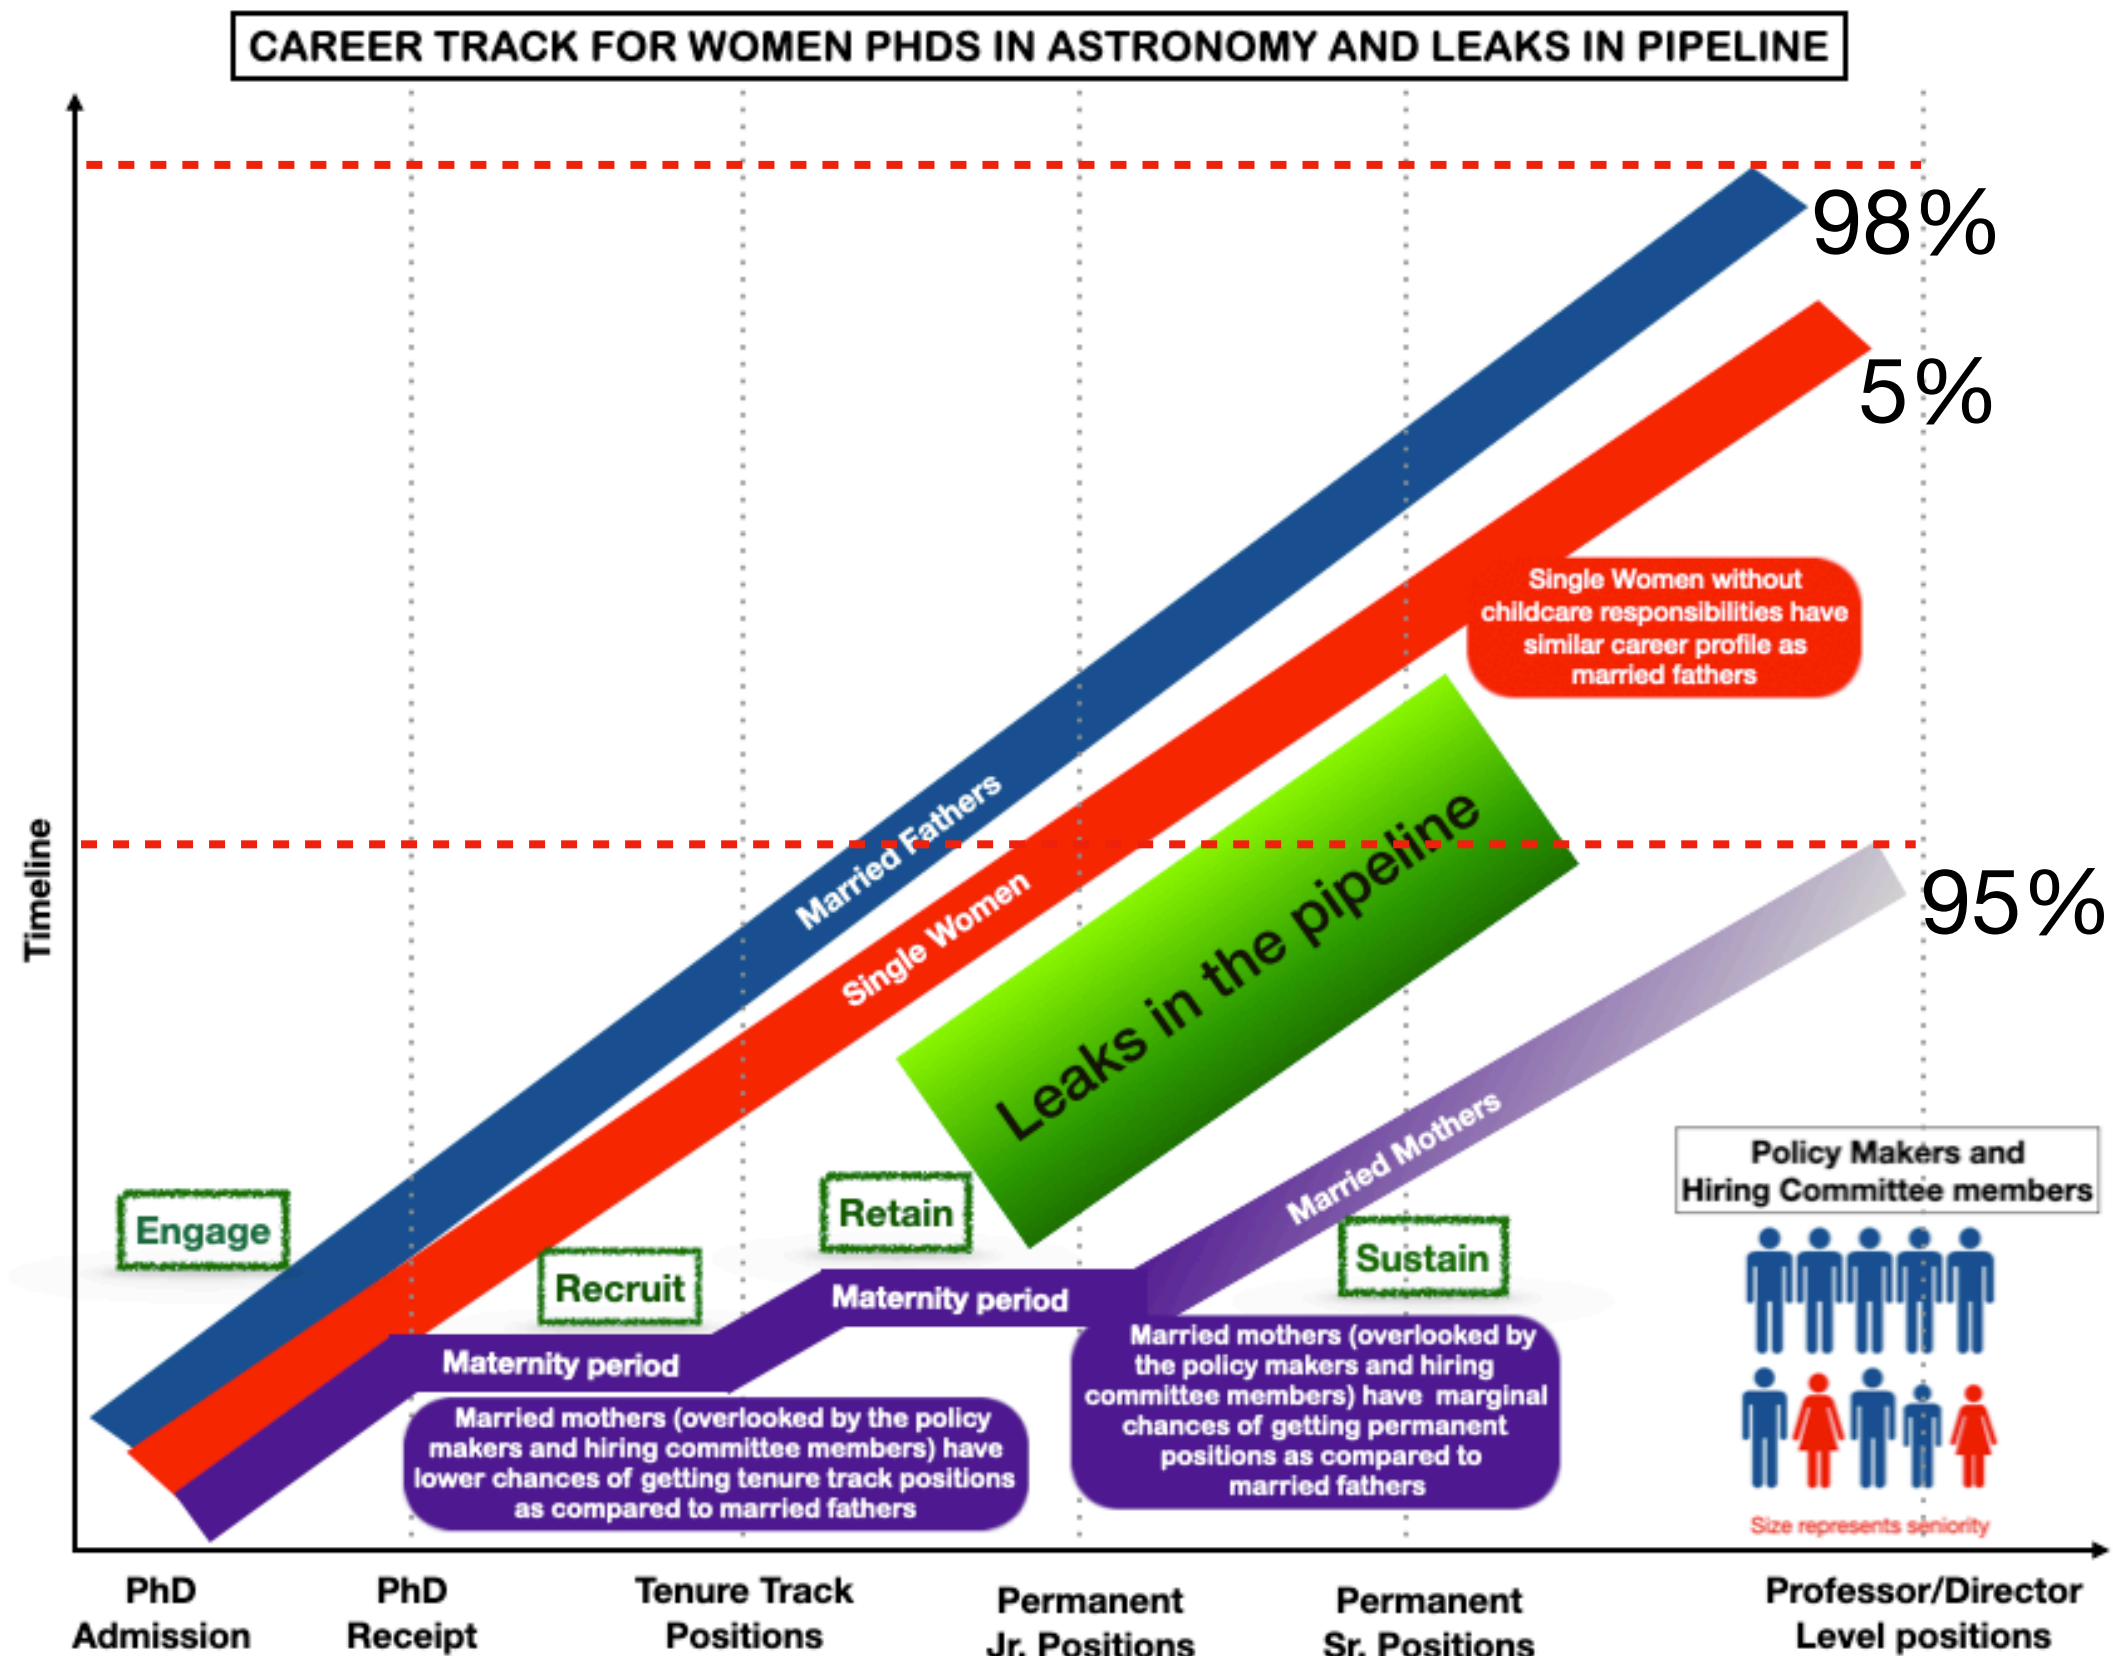 CAREER TRACK FOR WOMEN PHDS IN ASTRONOMY AND LEAKS IN PIPELINE
98%
5%
Single Women without
childcare responsibilities have
similar career profile as
married fathers
Married Fathers
Single Women
Leaks in the pipeline
Timeline
95%
Married Mothers
Policy Makers and
Hiring Committee members
Engage
Recruit
Retain
Sustain
Maternity period
Maternity period
Married mothers (overlooked by the policy
makers and hiring committee members) have
lower chances of getting tenure track positions
as compared to married fathers
Married mothers (overlooked by
the policy makers and hiring
committee members) have marginal
chances of getting permanent
positions as compared to
married fathers
Size represents seniority
PhD
Admission
PhD
Receipt
Tenure Track
Positions
Permanent
Jr. Positions
Permanent
Sr. Positions
Professor/Director
Level positions